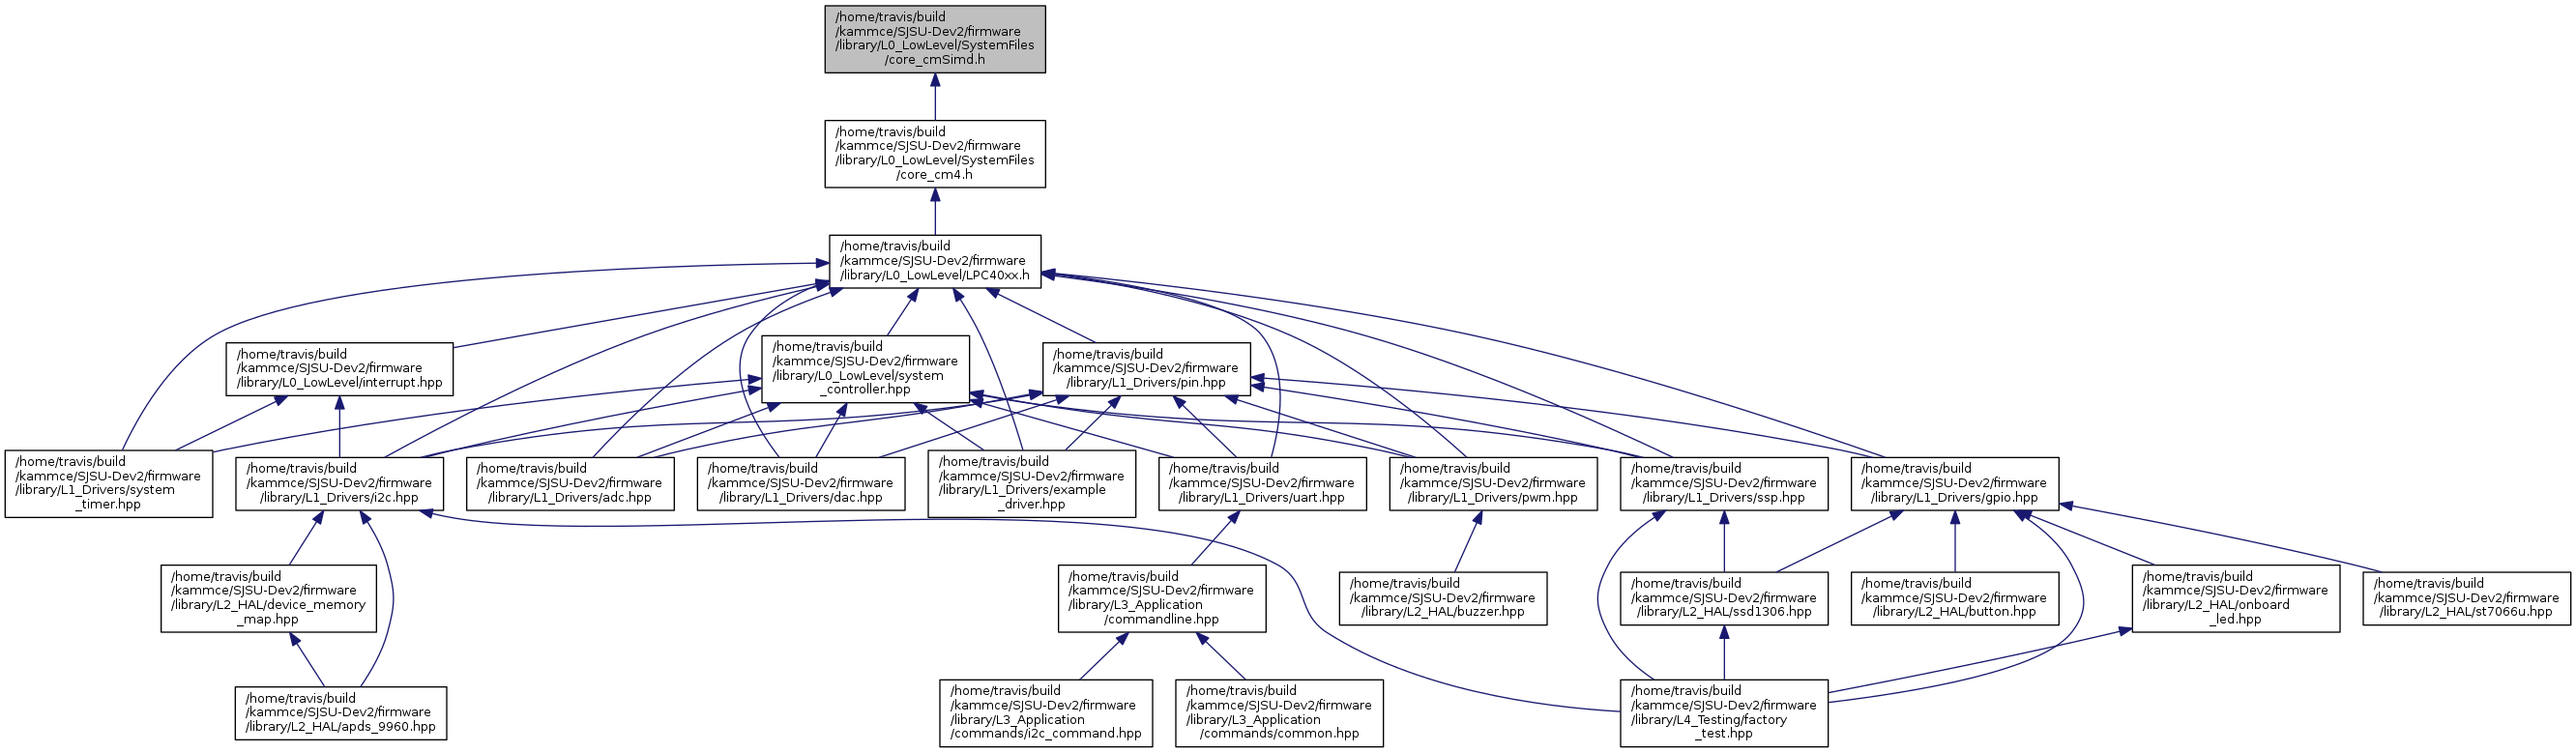 /home/travis/build
/kammce/SJSU-Dev2/firmware
/library/L0_LowLevel/SystemFiles
/core_cmSimd.h
/home/travis/build
/kammce/SJSU-Dev2/firmware
/library/L0_LowLevel/SystemFiles
/core_cm4.h
/home/travis/build
/kammce/SJSU-Dev2/firmware
/library/L0_LowLevel/LPC40xx.h
/home/travis/build
/kammce/SJSU-Dev2/firmware
/library/L0_LowLevel/interrupt.hpp
/home/travis/build
/kammce/SJSU-Dev2/firmware
/library/L0_LowLevel/system
_controller.hpp
/home/travis/build
/kammce/SJSU-Dev2/firmware
/library/L1_Drivers/pin.hpp
/home/travis/build
/kammce/SJSU-Dev2/firmware
/library/L1_Drivers/system
_timer.hpp
/home/travis/build
/kammce/SJSU-Dev2/firmware
/library/L1_Drivers/i2c.hpp
/home/travis/build
/kammce/SJSU-Dev2/firmware
/library/L1_Drivers/adc.hpp
/home/travis/build
/kammce/SJSU-Dev2/firmware
/library/L1_Drivers/dac.hpp
/home/travis/build
/kammce/SJSU-Dev2/firmware
/library/L1_Drivers/example
_driver.hpp
/home/travis/build
/kammce/SJSU-Dev2/firmware
/library/L1_Drivers/uart.hpp
/home/travis/build
/kammce/SJSU-Dev2/firmware
/library/L1_Drivers/pwm.hpp
/home/travis/build
/kammce/SJSU-Dev2/firmware
/library/L1_Drivers/ssp.hpp
/home/travis/build
/kammce/SJSU-Dev2/firmware
/library/L1_Drivers/gpio.hpp
/home/travis/build
/kammce/SJSU-Dev2/firmware
/library/L2_HAL/device_memory
_map.hpp
/home/travis/build
/kammce/SJSU-Dev2/firmware
/library/L3_Application
/commandline.hpp
/home/travis/build
/kammce/SJSU-Dev2/firmware
/library/L2_HAL/buzzer.hpp
/home/travis/build
/kammce/SJSU-Dev2/firmware
/library/L2_HAL/ssd1306.hpp
/home/travis/build
/kammce/SJSU-Dev2/firmware
/library/L2_HAL/button.hpp
/home/travis/build
/kammce/SJSU-Dev2/firmware
/library/L2_HAL/onboard
_led.hpp
/home/travis/build
/kammce/SJSU-Dev2/firmware
/library/L2_HAL/st7066u.hpp
/home/travis/build
/kammce/SJSU-Dev2/firmware
/library/L2_HAL/apds_9960.hpp
/home/travis/build
/kammce/SJSU-Dev2/firmware
/library/L3_Application
/commands/i2c_command.hpp
/home/travis/build
/kammce/SJSU-Dev2/firmware
/library/L3_Application
/commands/common.hpp
/home/travis/build
/kammce/SJSU-Dev2/firmware
/library/L4_Testing/factory
_test.hpp